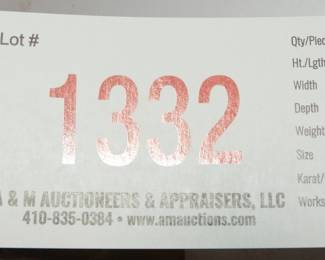 Lot #
1332
A & M AUCTIONEERS & APPRAISERS, LLC
410-835-0384 • www.amauctions.com
Qty/Piec
Ht./Lgth
Width
Depth
Weight
Size
Karat/
Works